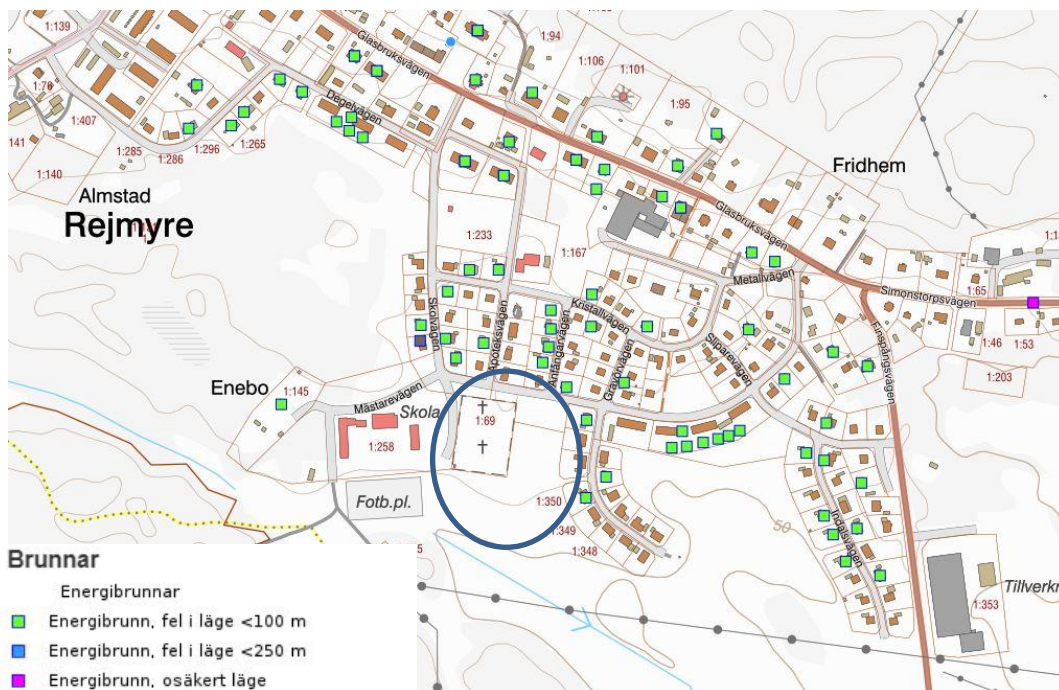 1:139
Glasbruksvägen
1:94
1:106
1:101
1:76
1:407
141
1:285
1:286
1:296
1:265
1:140
Degelvägen
1:95
Fridhem
Almstad
Rejmyre
1:233
1:167
Glasbruksvägen
Metallvägen
1:65
Simonstorpsvägen
1:46
1:53
1:203
Skolvägen
Apoteksvägen
Anfångarvägen
Kristallvägen
Gravörvägen
Sliparevägen
Finspångsvägen
Enebo
1:145
Mästarevägen
Skola
1:69
1:258
Fotb.pl.
1:350
1:349
1:348
50
Indalsvägen
1:353
Tillverkn
Brunnar
Energibrunnar
Energibrunn, fel i läge <100 m
Energibrunn, fel i läge <250 m
Energibrunn, osäkert läge